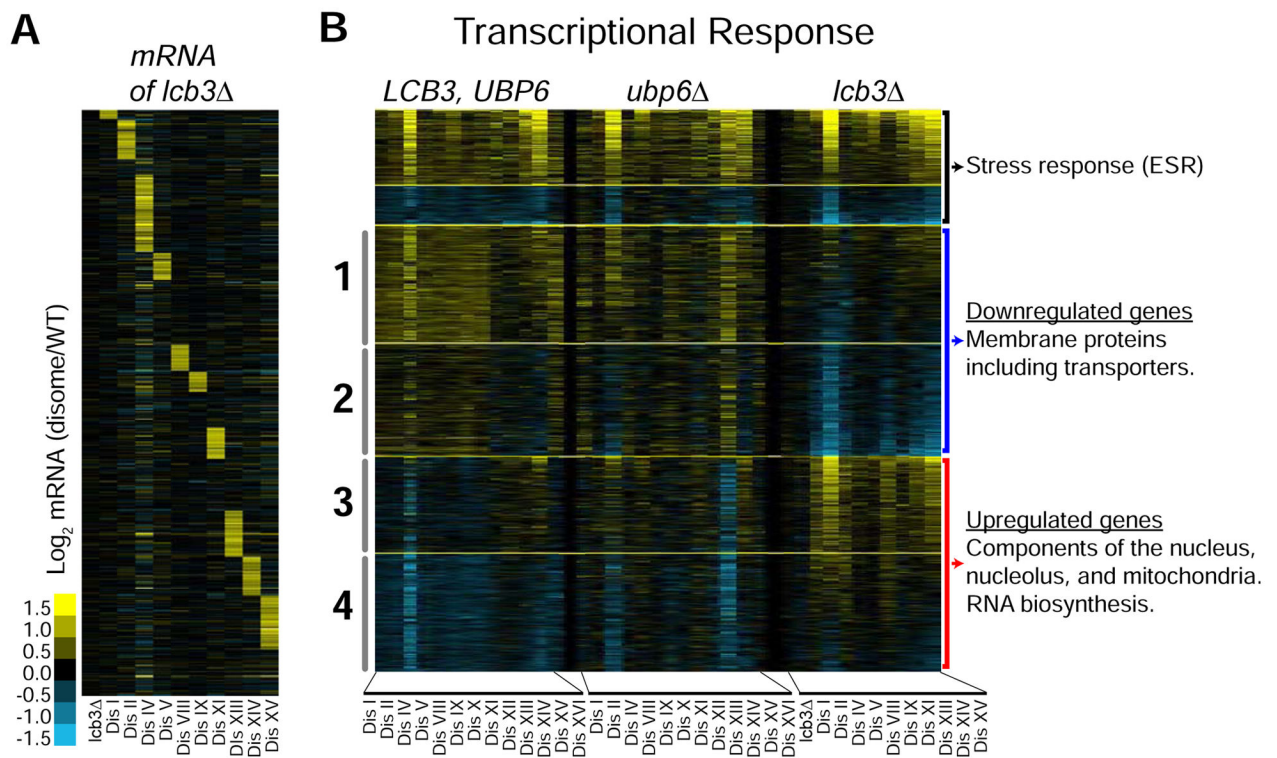 A
mRNA
of lcb3Δ
Log₂ mRNA (disome/WT)
1.5
1.0
0.5
0.0
-0.5
-1.0
-1.5
lcb3Δ
Dis I
Dis II
Dis IV
Dis V
Dis VIII
Dis IX
Dis XI
Dis XIII
Dis XIV
Dis XV
B
Transcriptional Response
LCB3, UBP6
ubp6Δ
lcb3Δ
1
2
3
4
Stress response (ESR)
Downregulated genes
Membrane proteins
including transporters.
Upregulated genes
Components of the nucleus,
nucleolus, and mitochondria.
RNA biosynthesis.
Dis I
Dis II
Dis IV
Dis V
Dis VIII
Dis IX
Dis X
Dis XI
Dis XII
Dis XIII
Dis XIV
Dis XV
Dis XVI
Dis I
Dis II
Dis IV
Dis VIII
Dis IX
Dis X
Dis XI
Dis XII
Dis XIII
Dis XIV
Dis XV
Dis XVI
lcb3Δ
Dis I
Dis II
Dis IV
Dis V
Dis VIII
Dis IX
Dis XI
Dis XIII
Dis XIV
Dis XV